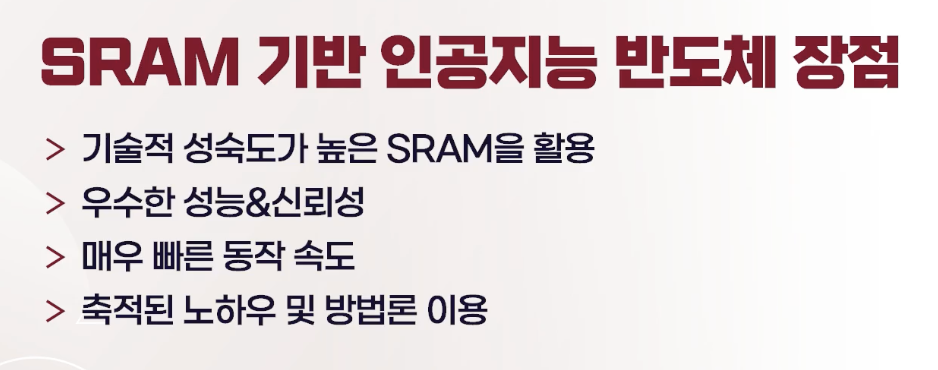 SRAM 기반 인공지능 반도체 장점
> 기술적 성숙도가 높은 SRAM을 활용
> 우수한 성능&신뢰성
> 매우 빠른 동작 속도
> 축적된 노하우 및 방법론 이용